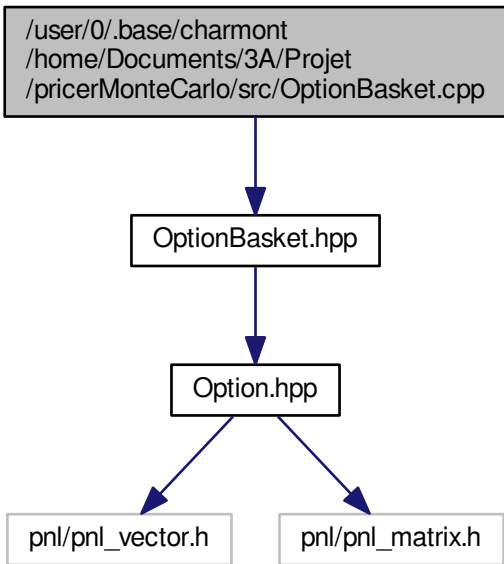 /user/0/.base/charmont
/home/Documents/3A/Projet
/pricerMonteCarlo/src/OptionBasket.cpp
OptionBasket.hpp
Option.hpp
pnl/pnl_vector.h
pnl/pnl_matrix.h